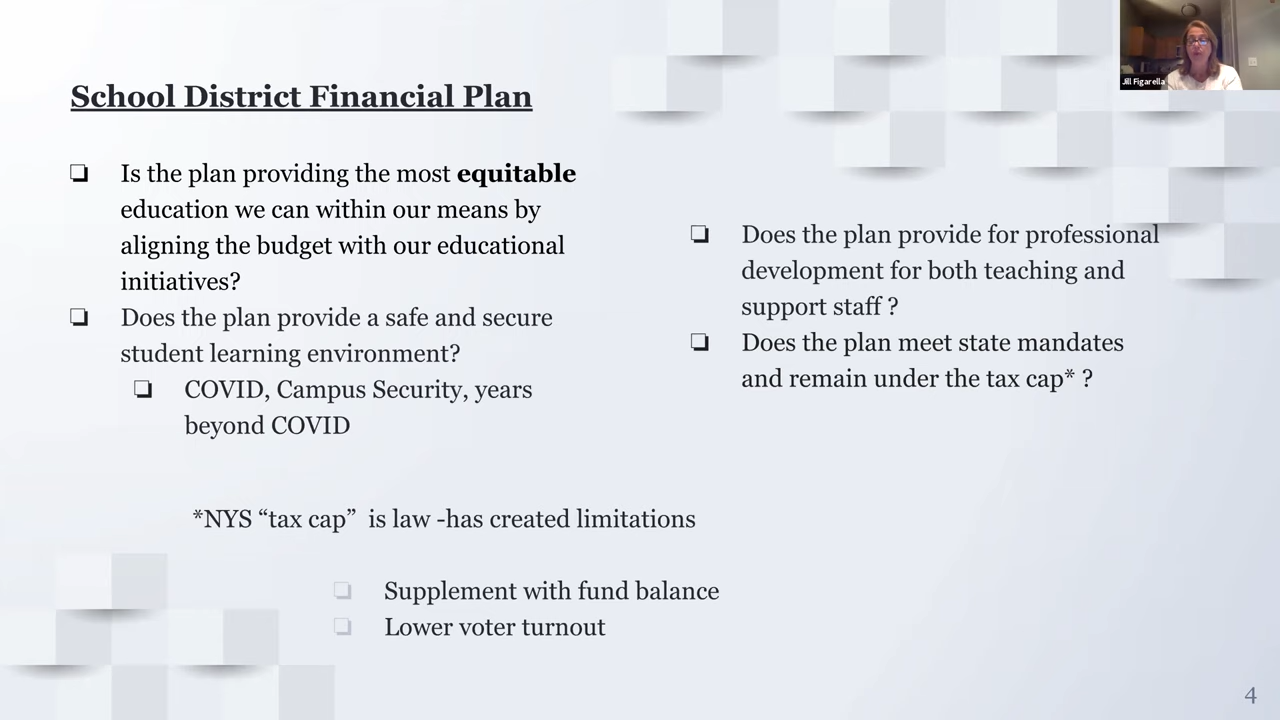 Jill Figarella
School District Financial Plan
❏ Is the plan providing the most equitable
education we can within our means by
aligning the budget with our educational
initiatives?
❏ Does the plan provide a safe and secure
student learning environment?
❏ COVID, Campus Security, years
beyond COVID
❏ Does the plan provide for professional
development for both teaching and
support staff ?
❏ Does the plan meet state mandates
and remain under the tax cap* ?
*NYS “tax cap”  is law -has created limitations
❏ Supplement with fund balance
❏ Lower voter turnout
4